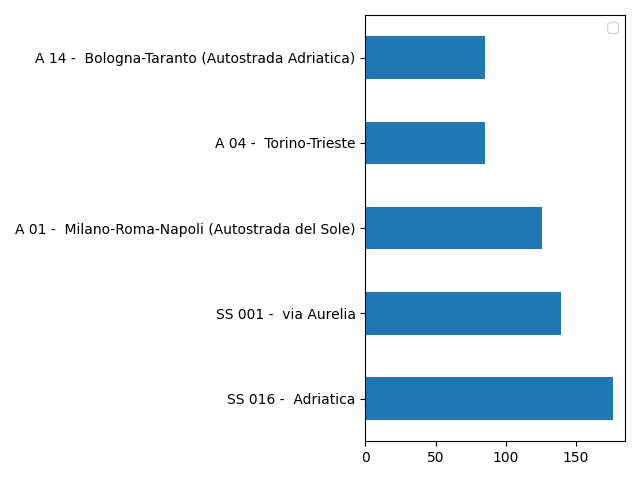 A 14 -  Bologna-Taranto (Autostrada Adriatica)
A 04 -  Torino-Trieste
A 01 -  Milano-Roma-Napoli (Autostrada del Sole)
SS 001 -  via Aurelia
SS 016 -  Adriatica
0 50 100 150